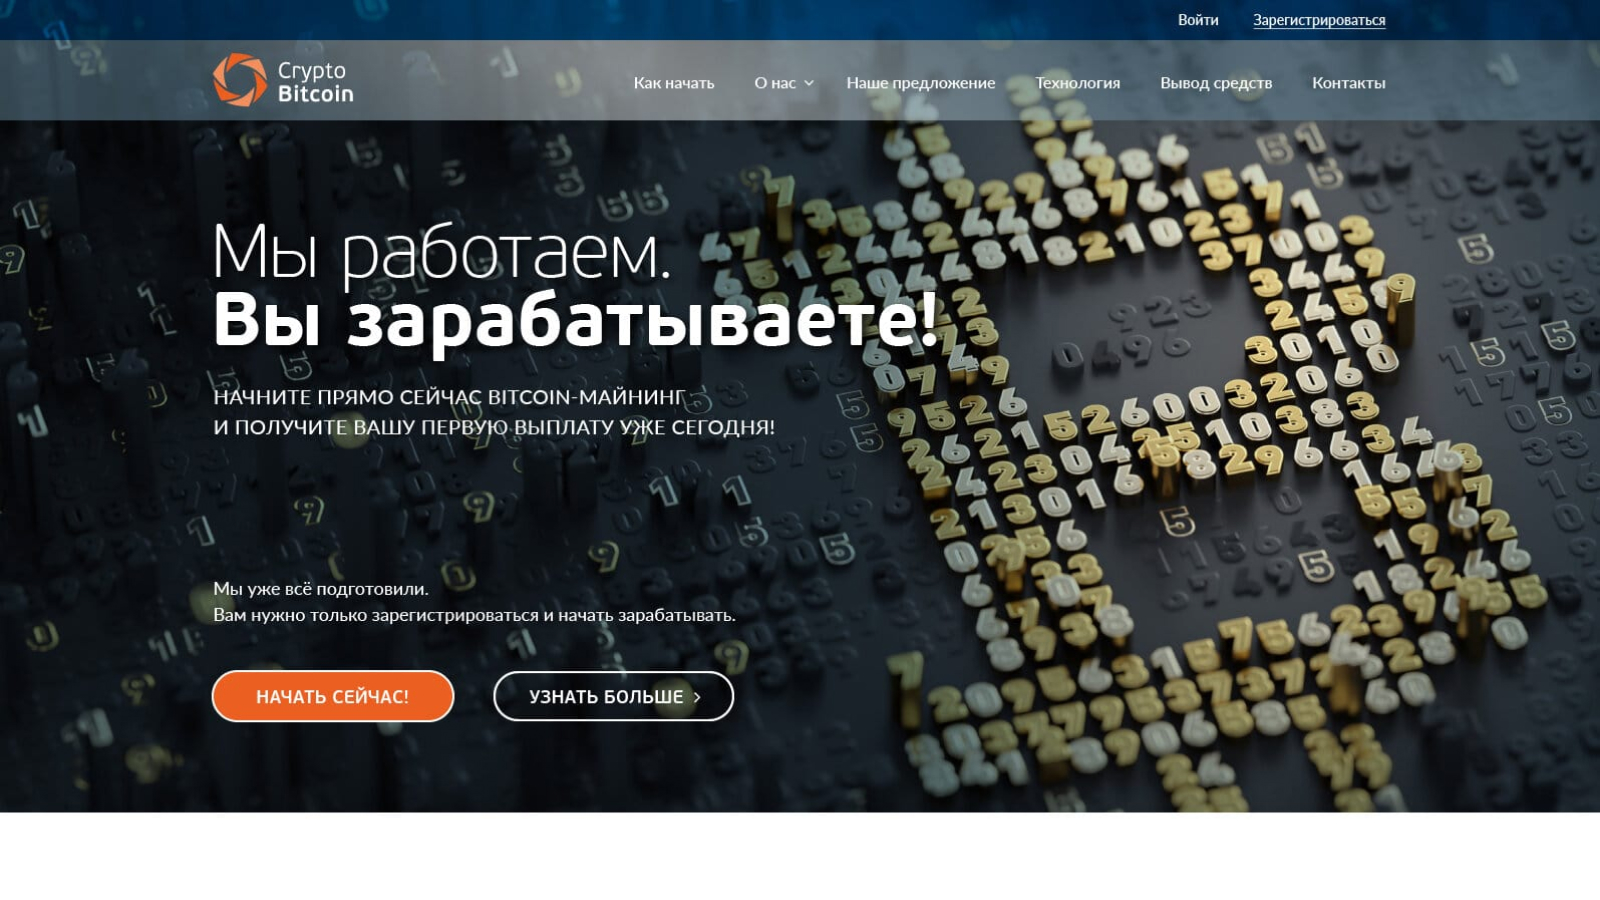 Войти Зарегистрироваться
Crypto
Bitcoin
Как начать О нас Наше предложение Технология Вывод средств Контакты
Мы работаем.
Вы зарабатываете!
НАЧНИТЕ ПРЯМО СЕЙЧАС BITCOIN-МАЙНИНГ
И ПОЛУЧИТЕ ВАШУ ПЕРВУЮ ВЫПЛАТУ УЖЕ СЕГОДНЯ!
Мы уже всё подготовили.
Вам нужно только зарегистрироваться и начать зарабатывать.
НАЧАТЬ СЕЙЧАС! УЗНАТЬ БОЛЬШЕ